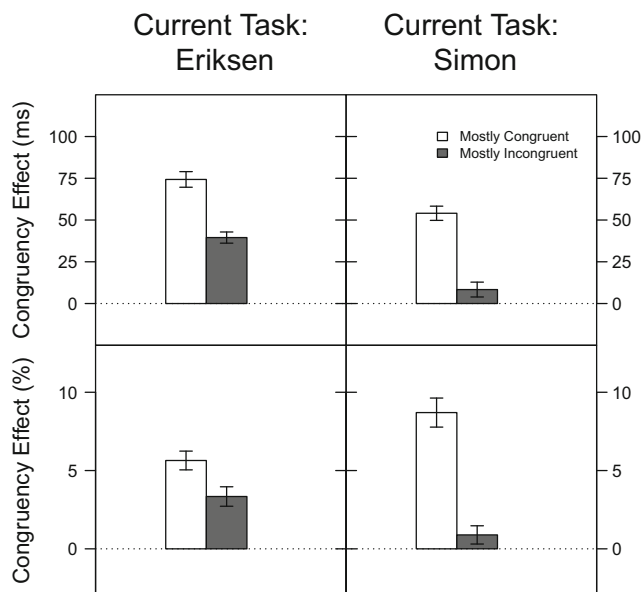 Current Task:
Eriksen
Current Task:
Simon
Congruency Effect (ms)
100
75
50
25
0
Mostly Congruent
Mostly Incongruent
100
75
50
25
0
Congruency Effect (%)
10
5
0
10
5
0